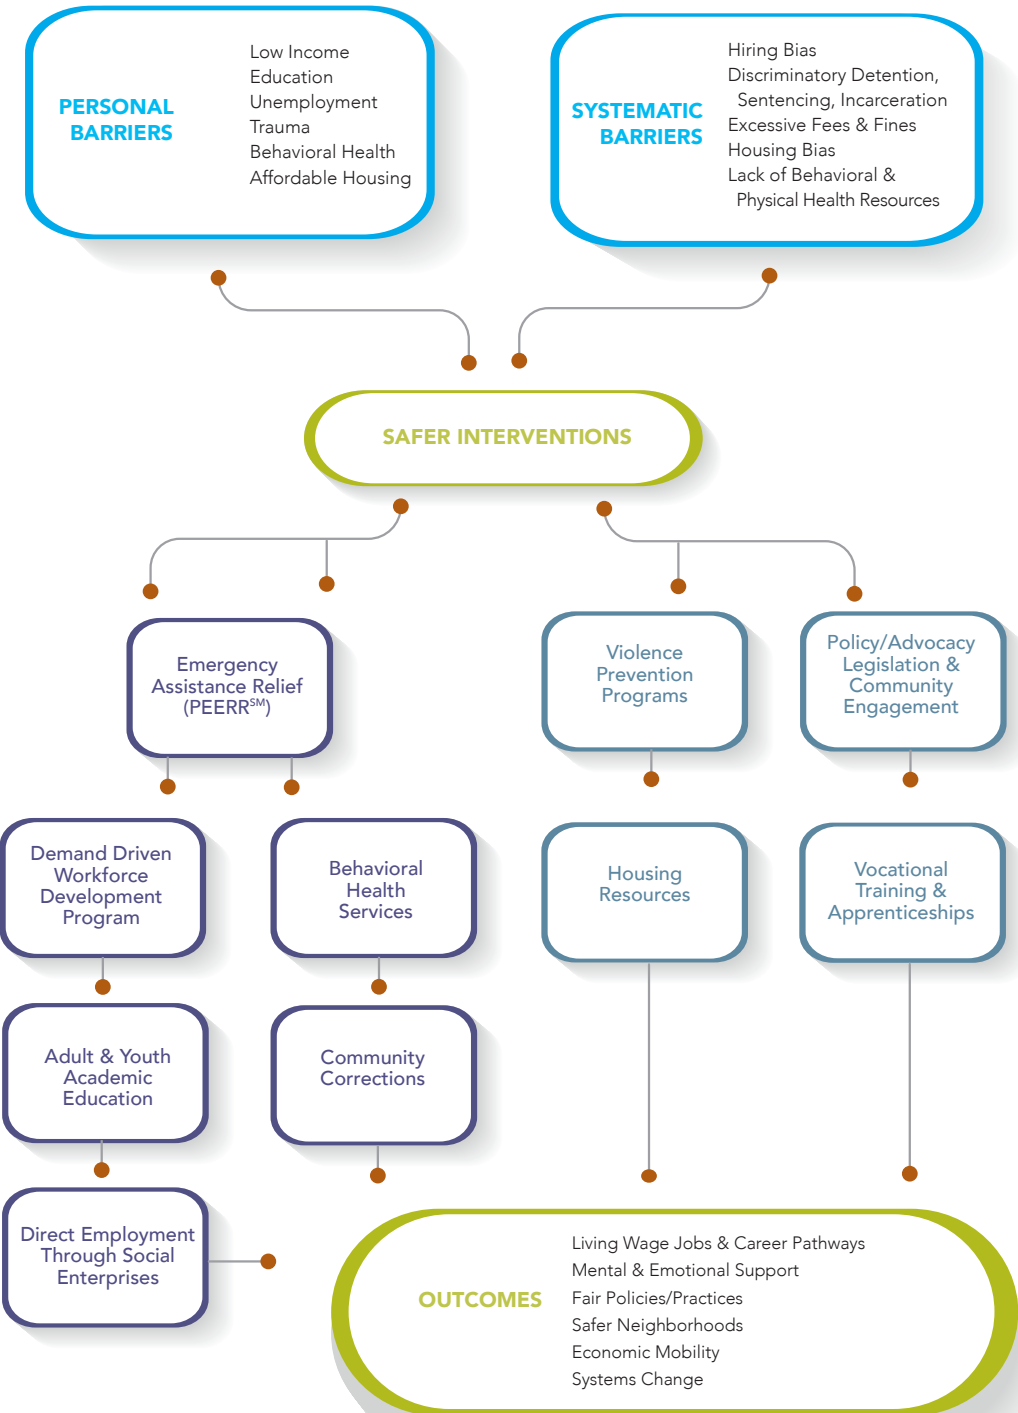 PERSONAL
BARRIERS
Low Income
Education
Unemployment
Trauma
Behavioral Health
Affordable Housing
SYSTEMATIC
BARRIERS
Hiring Bias
Discriminatory Detention,
Sentencing, Incarceration
Excessive Fees & Fines
Housing Bias
Lack of Behavioral &
Physical Health Resources
SAFER INTERVENTIONS
Emergency
Assistance Relief
(PEERR℠)
Violence
Prevention
Programs
Policy/Advocacy
Legislation &
Community
Engagement
Demand Driven
Workforce
Development
Program
Behavioral
Health
Services
Housing
Resources
Vocational
Training &
Apprenticeships
Adult & Youth
Academic
Education
Community
Corrections
Direct Employment
Through Social
Enterprises
OUTCOMES
Living Wage Jobs & Career Pathways
Mental & Emotional Support
Fair Policies/Practices
Safer Neighborhoods
Economic Mobility
Systems Change